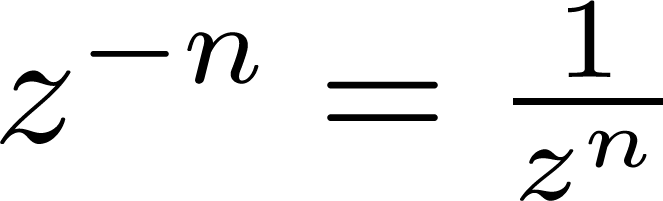 z^{-n} = \frac{1}{z^n}